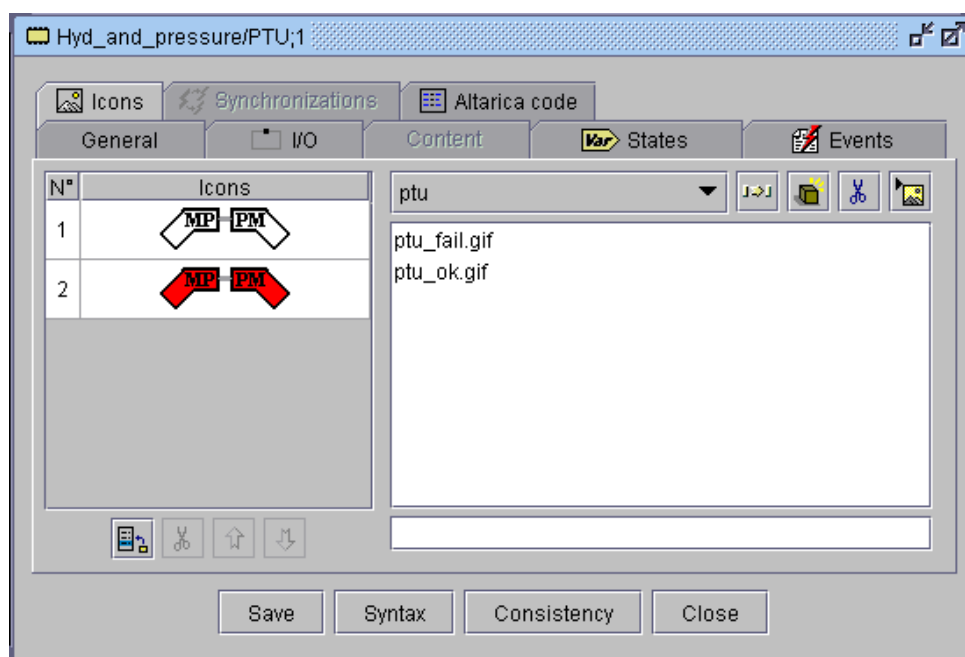 Hyd_and_pressure/PTU;1
Icons Synchronizations Altarica code
General I/O Content Var States Events
N° Icons
ptu
1 MP PM
2 MP PM
ptu_fail.gif
ptu_ok.gif
Save Syntax Consistency Close